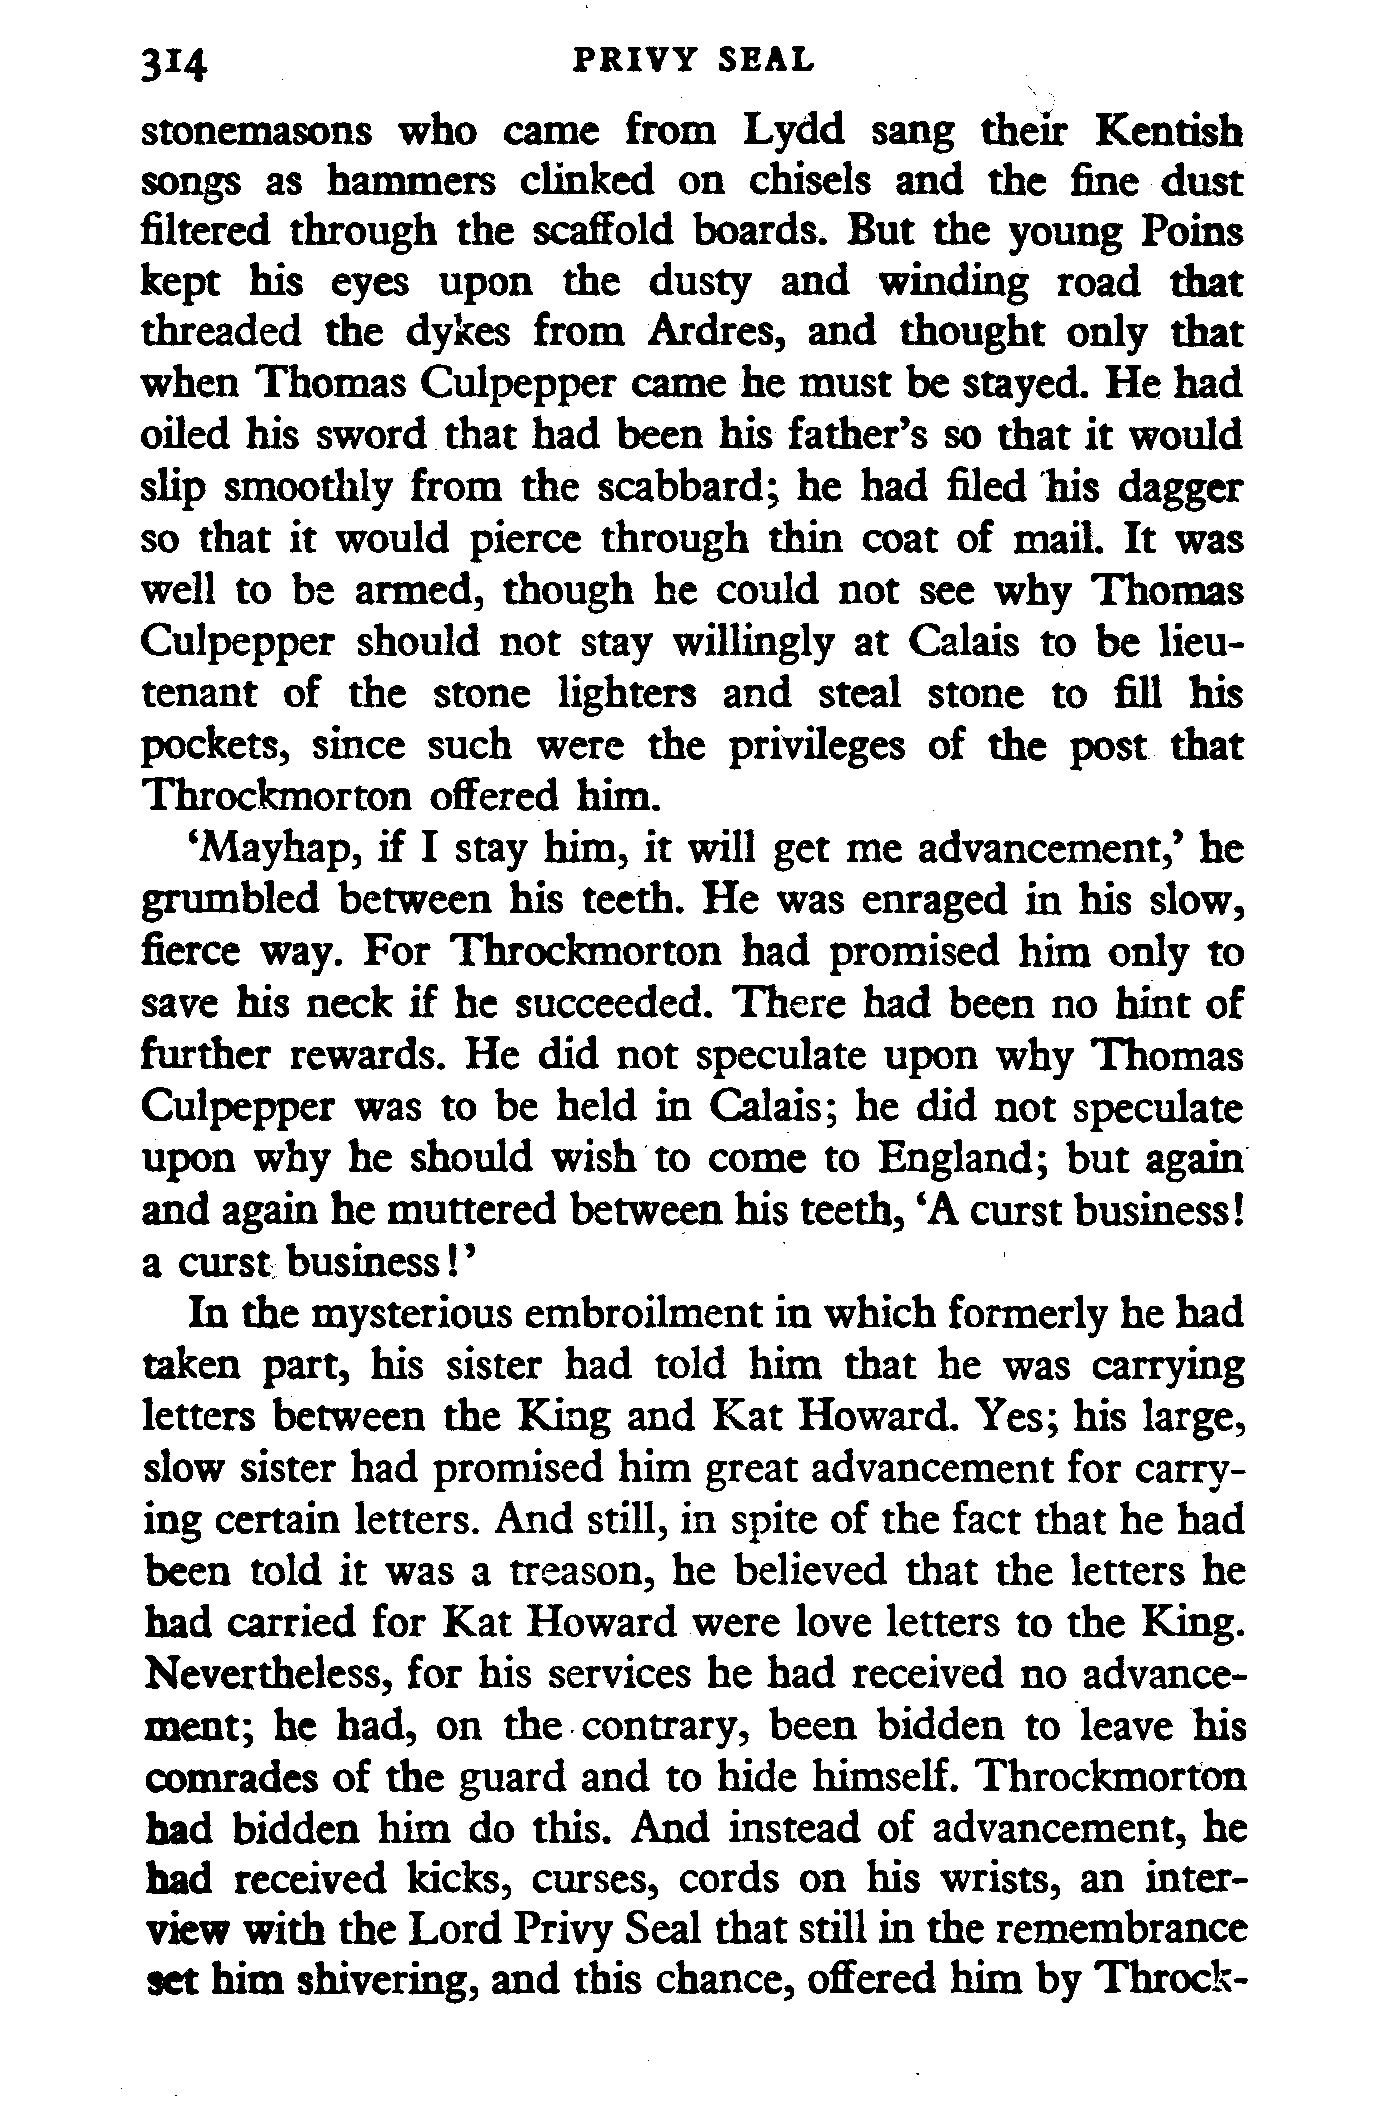 314 PRIVY SEAL
stonemasons who came from Lydd sang their Kentish
songs as hammers clinked on chisels and the fine dust
filtered through the scaffold boards. But the young Poins
kept his eyes upon the dusty and winding road that
threaded the dykes from Ardres, and thought only that
when Thomas Culpepper came he must be stayed. He had
oiled his sword that had been his father’s so that it would
slip smoothly from the scabbard; he had filed his dagger
so that it would pierce through thin coat of mail. It was
well to be armed, though he could not see why Thomas
Culpepper should not stay willingly at Calais to be lieu-
tenant of the stone lighters and steal stone to fill his
pockets, since such were the privileges of the post that
Throckmorton offered him.
‘Mayhap, if I stay him, it will get me advancement,’ he
grumbled between his teeth. He was enraged in his slow,
fierce way. For Throckmorton had promised him only to
save his neck if he succeeded. There had been no hint of
further rewards. He did not speculate upon why Thomas
Culpepper was to be held in Calais; he did not speculate
upon why he should wish to come to England; but again
and again he muttered between his teeth, ‘A curst business!
a curst business!’
In the mysterious embroilment in which formerly he had
taken part, his sister had told him that he was carrying
letters between the King and Kat Howard. Yes; his large,
slow sister had promised him great advancement for carry-
ing certain letters. And still, in spite of the fact that he had
been told it was a treason, he believed that the letters he
had carried for Kat Howard were love letters to the King.
Nevertheless, for his services he had received no advance-
ment; he had, on the contrary, been bidden to leave his
comrades of the guard and to hide himself. Throckmorton
had bidden him do this. And instead of advancement, he
had received kicks, curses, cords on his wrists, an inter-
view with the Lord Privy Seal that still in the remembrance
set him shivering, and this chance, offered him by Throck-